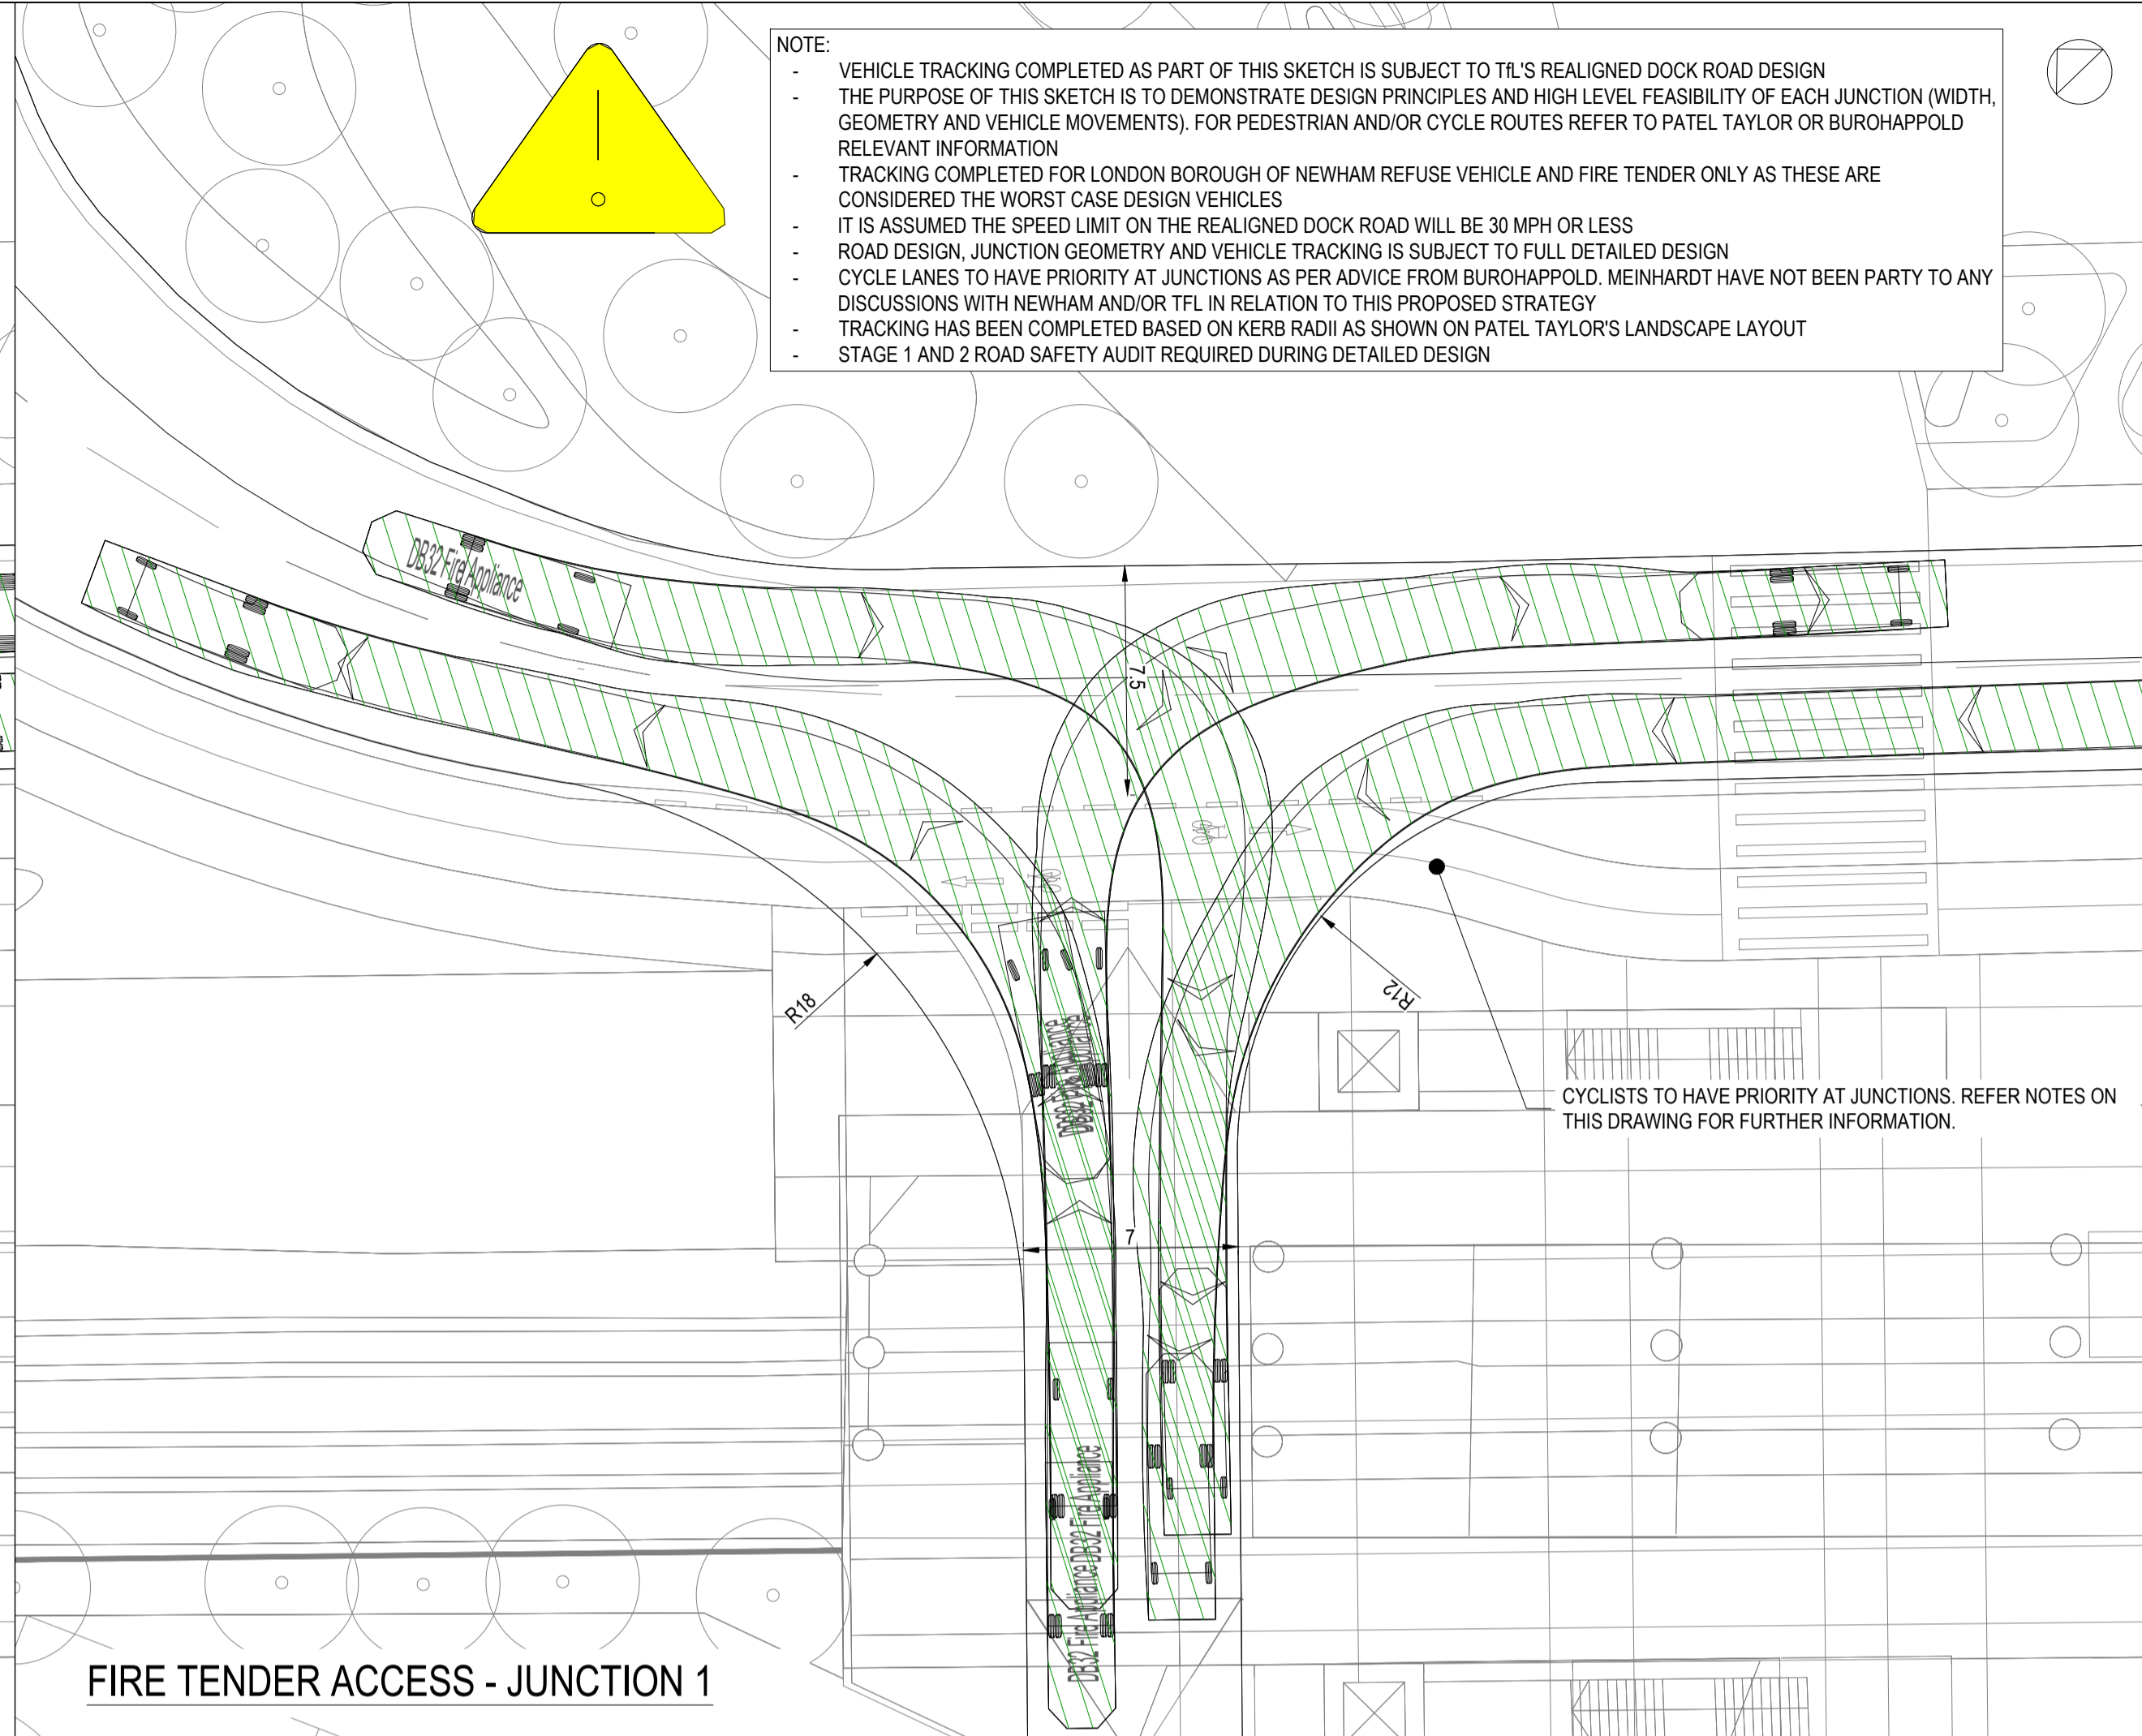 NOTE:
- VEHICLE TRACKING COMPLETED AS PART OF THIS SKETCH IS SUBJECT TO TfL'S REALIGNED DOCK ROAD DESIGN
- THE PURPOSE OF THIS SKETCH IS TO DEMONSTRATE DESIGN PRINCIPLES AND HIGH LEVEL FEASIBILITY OF EACH JUNCTION (WIDTH,
GEOMETRY AND VEHICLE MOVEMENTS). FOR PEDESTRIAN AND/OR CYCLE ROUTES REFER TO PATEL TAYLOR OR BUROHAPPOLD
RELEVANT INFORMATION
- TRACKING COMPLETED FOR LONDON BOROUGH OF NEWHAM REFUSE VEHICLE AND FIRE TENDER ONLY AS THESE ARE
CONSIDERED THE WORST CASE DESIGN VEHICLES
- IT IS ASSUMED THE SPEED LIMIT ON THE REALIGNED DOCK ROAD WILL BE 30 MPH OR LESS
- ROAD DESIGN, JUNCTION GEOMETRY AND VEHICLE TRACKING IS SUBJECT TO FULL DETAILED DESIGN
- CYCLE LANES TO HAVE PRIORITY AT JUNCTIONS AS PER ADVICE FROM BUROHAPPOLD. MEINHARDT HAVE NOT BEEN PARTY TO ANY
DISCUSSIONS WITH NEWHAM AND/OR TFL IN RELATION TO THIS PROPOSED STRATEGY
- TRACKING HAS BEEN COMPLETED BASED ON KERB RADII AS SHOWN ON PATEL TAYLOR'S LANDSCAPE LAYOUT
- STAGE 1 AND 2 ROAD SAFETY AUDIT REQUIRED DURING DETAILED DESIGN
DB32 Fire Appliance
7.5
R18
R12
DB32 Fire Appliance
CYCLISTS TO HAVE PRIORITY AT JUNCTIONS. REFER NOTES ON
THIS DRAWING FOR FURTHER INFORMATION.
7
DB32 Fire Appliance
DB32 Fire Appliance
FIRE TENDER ACCESS - JUNCTION 1